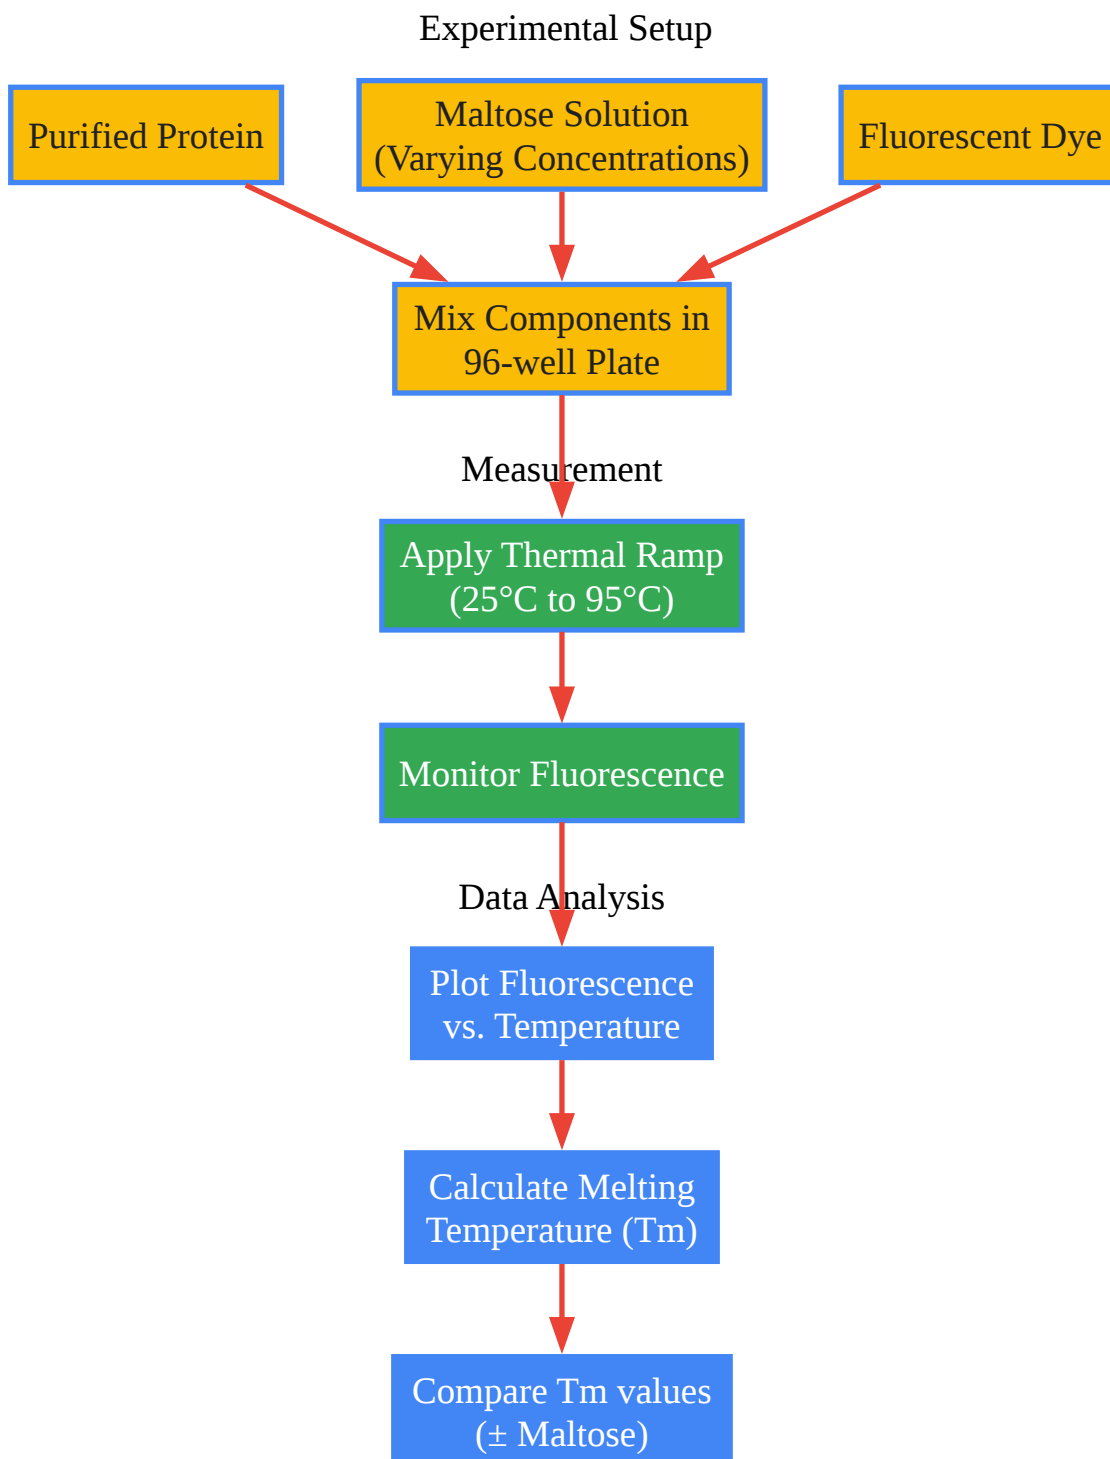 Experimental Setup
Purified Protein
Maltose Solution
(Varying Concentrations)
Fluorescent Dye
Mix Components in
96-well Plate
Measurement
Apply Thermal Ramp
(25°C to 95°C)
Monitor Fluorescence
Data Analysis
Plot Fluorescence
vs. Temperature
Calculate Melting
Temperature (Tm)
Compare Tm values
(± Maltose)